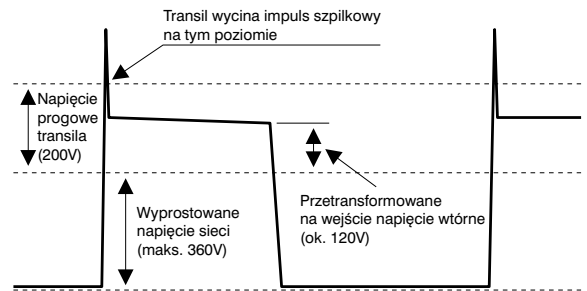 Transil wycina impuls szpilkowy
na tym poziomie
Napięcie
progowe
transila
(200V)
Wyprostowane
napięcie sieci
(maks. 360V)
Przetransformowane
na wejście napięcie wtórne
(ok. 120V)